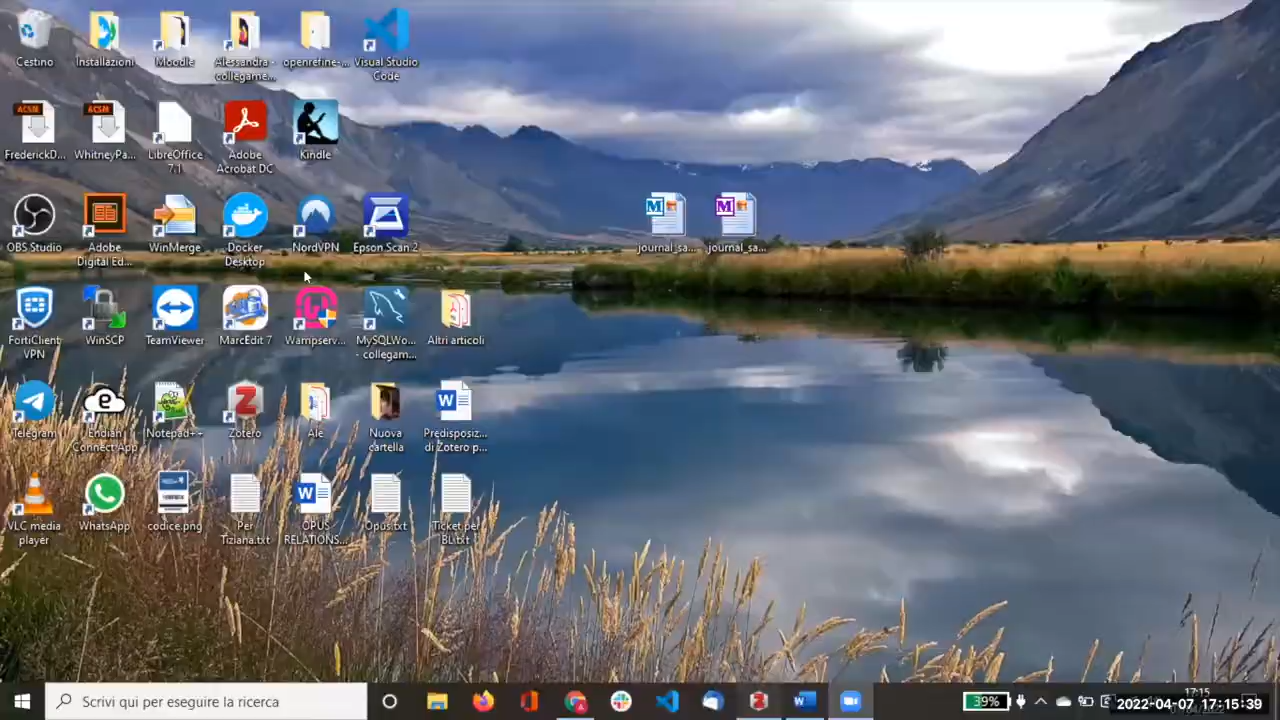 Cestino
Installazioni
Moodle
Alessandra -
collegame...
openrefine-...
Visual Studio
Code
ACSM
FrederickD...
ACSM
WhitneyPa...
LibreOffice
7.1
Adobe
Acrobat DC
Kindle
OBS Studio
Adobe
Digital Ed...
WinMerge
Docker
Desktop
NordVPN
Epson Scan 2
M
journal_sa...
M
journal_sa...
FortiClient
VPN
WinSCP
TeamViewer
MarcEdit 7
Wampserv...
MySQLWo...
- collegam...
Altri articoli
Telegram
Endian
Connect App
Notepad++
Z
Zotero
Ale
Nuova
cartella
W
Predisposiz...
di Zotero p...
VLC media
player
WhatsApp
codice.png
Per
Tiziana.txt
W
OPUS
RELATIONS...
Opus.txt
Ticket per
BL.txt
Scrivi qui per eseguire la ricerca
39%
17:15
2022-04-07 17:15:39